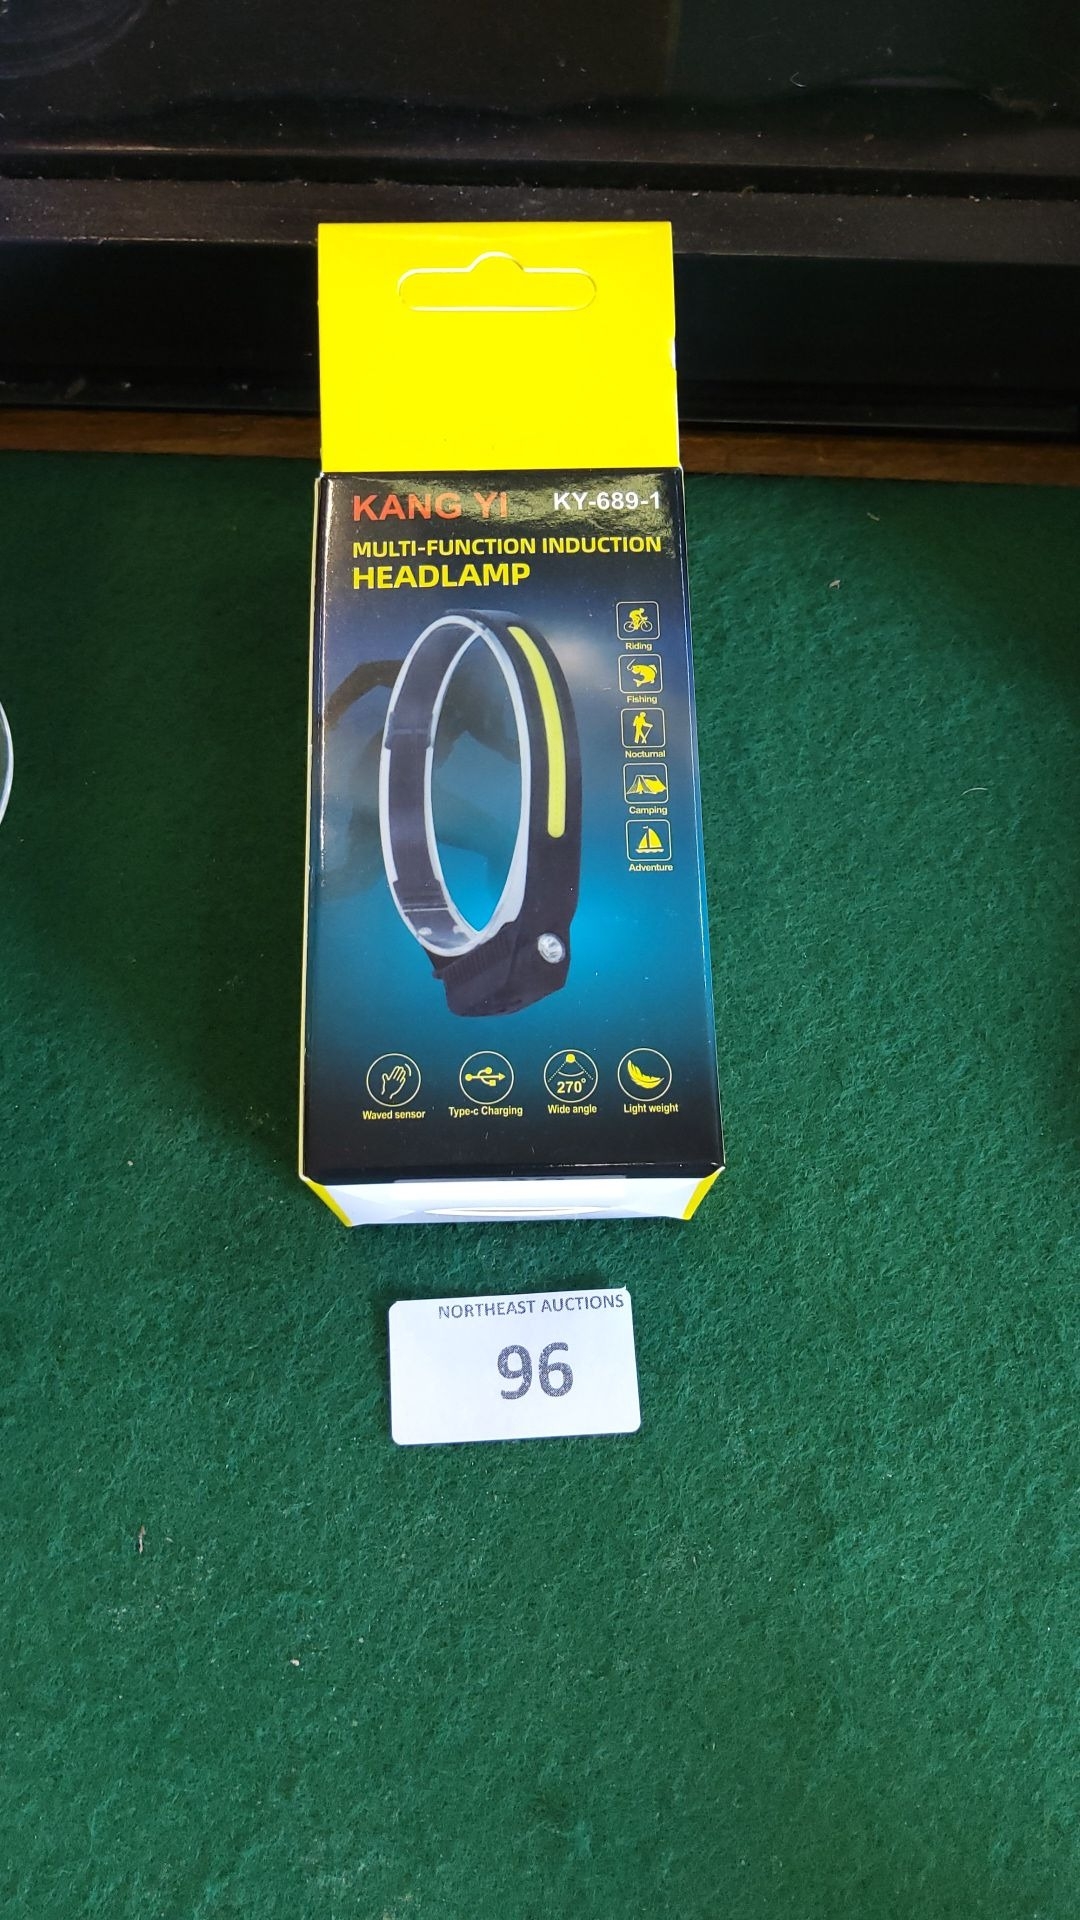 KANG YI KY-689-1
MULTI-FUNCTION INDUCTION
HEADLAMP
Riding
Fishing
Nocturnal
Camping
Adventure
270°
Waved sensor Type-c Charging Wide angle Light weight
NORTHEAST AUCTIONS
96